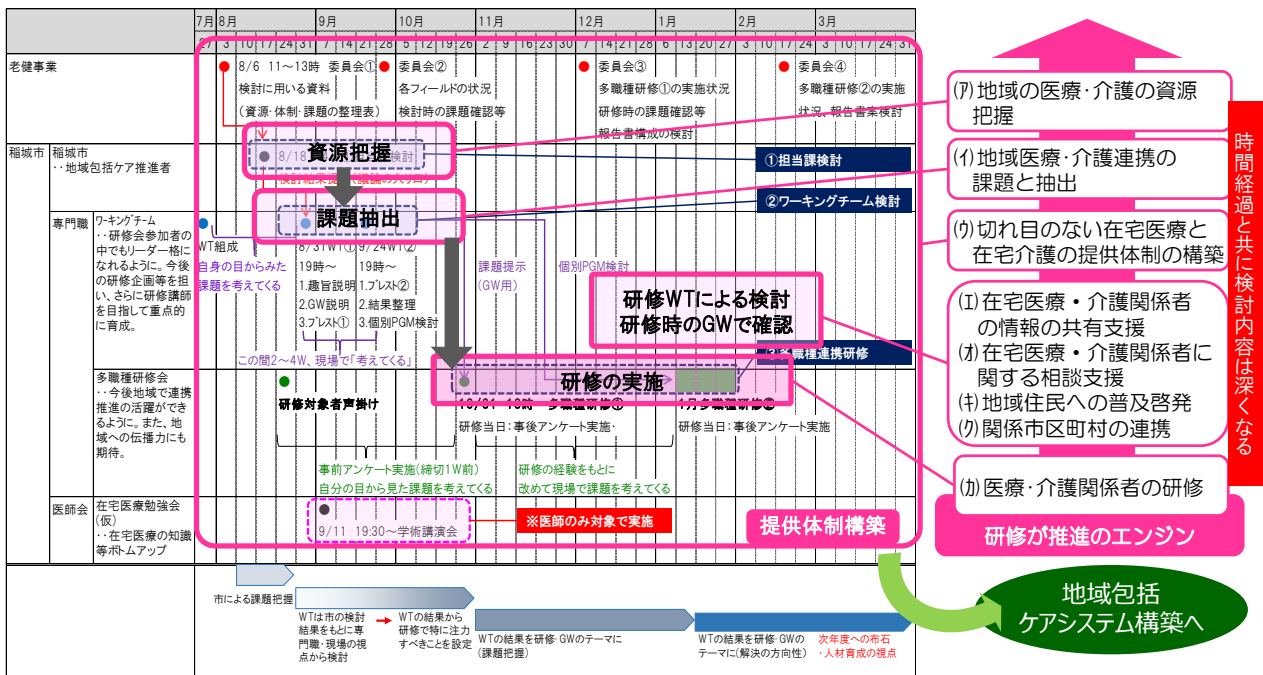 7月 8月 9月 10月 11月 12月 1月 2月 3月
27 3 10 17 24 31 7 14 21 28 5 12 19 26 2 9 16 23 30 7 14 21 28 6 13 20 27 3 10 17 24 3 10 17 24 31
老健事業
8/6 11～13時 委員会①
検討に用いる資料
(資源・体制・課題の整理表)
委員会②
各フィールドの状況
検討時の課題確認等
委員会③
多職種研修①の実施状況
研修時の課題確認等
報告書構成の検討
委員会④
多職種研修②の実施
状況、報告書案検討
資源把握
8/18
検討
稲城市
稲城市
‥地域包括ケア推進者
①担当課検討
課題抽出
②ワーキングチーム検討
専門職
ワーキングチーム
‥研修会参加者の
中でもリーダー格に
なれるように。今後
の研修企画等を担
い、さらに研修講師
を目指して重点的
に育成。
WT組成
自身の目からみた
課題を考えてくる
8/31WT① 9/24WT②
19時～ 19時～
1.趣旨説明 1.ブレスト②
2.GW説明 2.結果整理
3.ブレスト① 3.個別PGM検討
この間2～4W、現場で「考えてくる」
課題提示
(GW用)
個別PGM検討
研修WTによる検討
研修時のGWで確認
③多職種連携研修
多職種研修会
‥今後地域で連携
推進の活躍ができ
るように。また、地
域への伝播力にも
期待。
研修対象者声掛け
研修の実施
多職種研修①
1月多職種研修②
研修当日：事後アンケート実施・
研修当日：事後アンケート実施
事前アンケート実施(締切1W前)
自分の目から見た課題を考えてくる
研修の経験をもとに
改めて現場で課題を考えてくる
医師会
在宅医療勉強会
(仮)
‥在宅医療の知識
等ボトムアップ
9/11 19:30～学術講演会
※医師のみ対象で実施
提供体制構築
市による課題把握
WTは市の検討
結果をもとに専
門職・現場の視
点から検討
WTの結果から
研修で特に注力
すべきことを設定
WTの結果を研修・GWのテーマに
(課題把握)
WTの結果を研修・GWの
テーマに(解決の方向性)
次年度への布石
・人材育成の視点
(ｱ)地域の医療・介護の資源
把握
(ｲ)地域医療・介護連携の
課題と抽出
(ｳ)切れ目のない在宅医療と
在宅介護の提供体制の構築
(ｴ)在宅医療・介護関係者
の情報の共有支援
(ｵ)在宅医療・介護関係者に
関する相談支援
(ｷ)地域住民への普及啓発
(ｸ)関係市区町村の連携
(ｶ)医療・介護関係者の研修
研修が推進のエンジン
時間経過と共に検討内容は深くなる
地域包括
ケアシステム構築へ